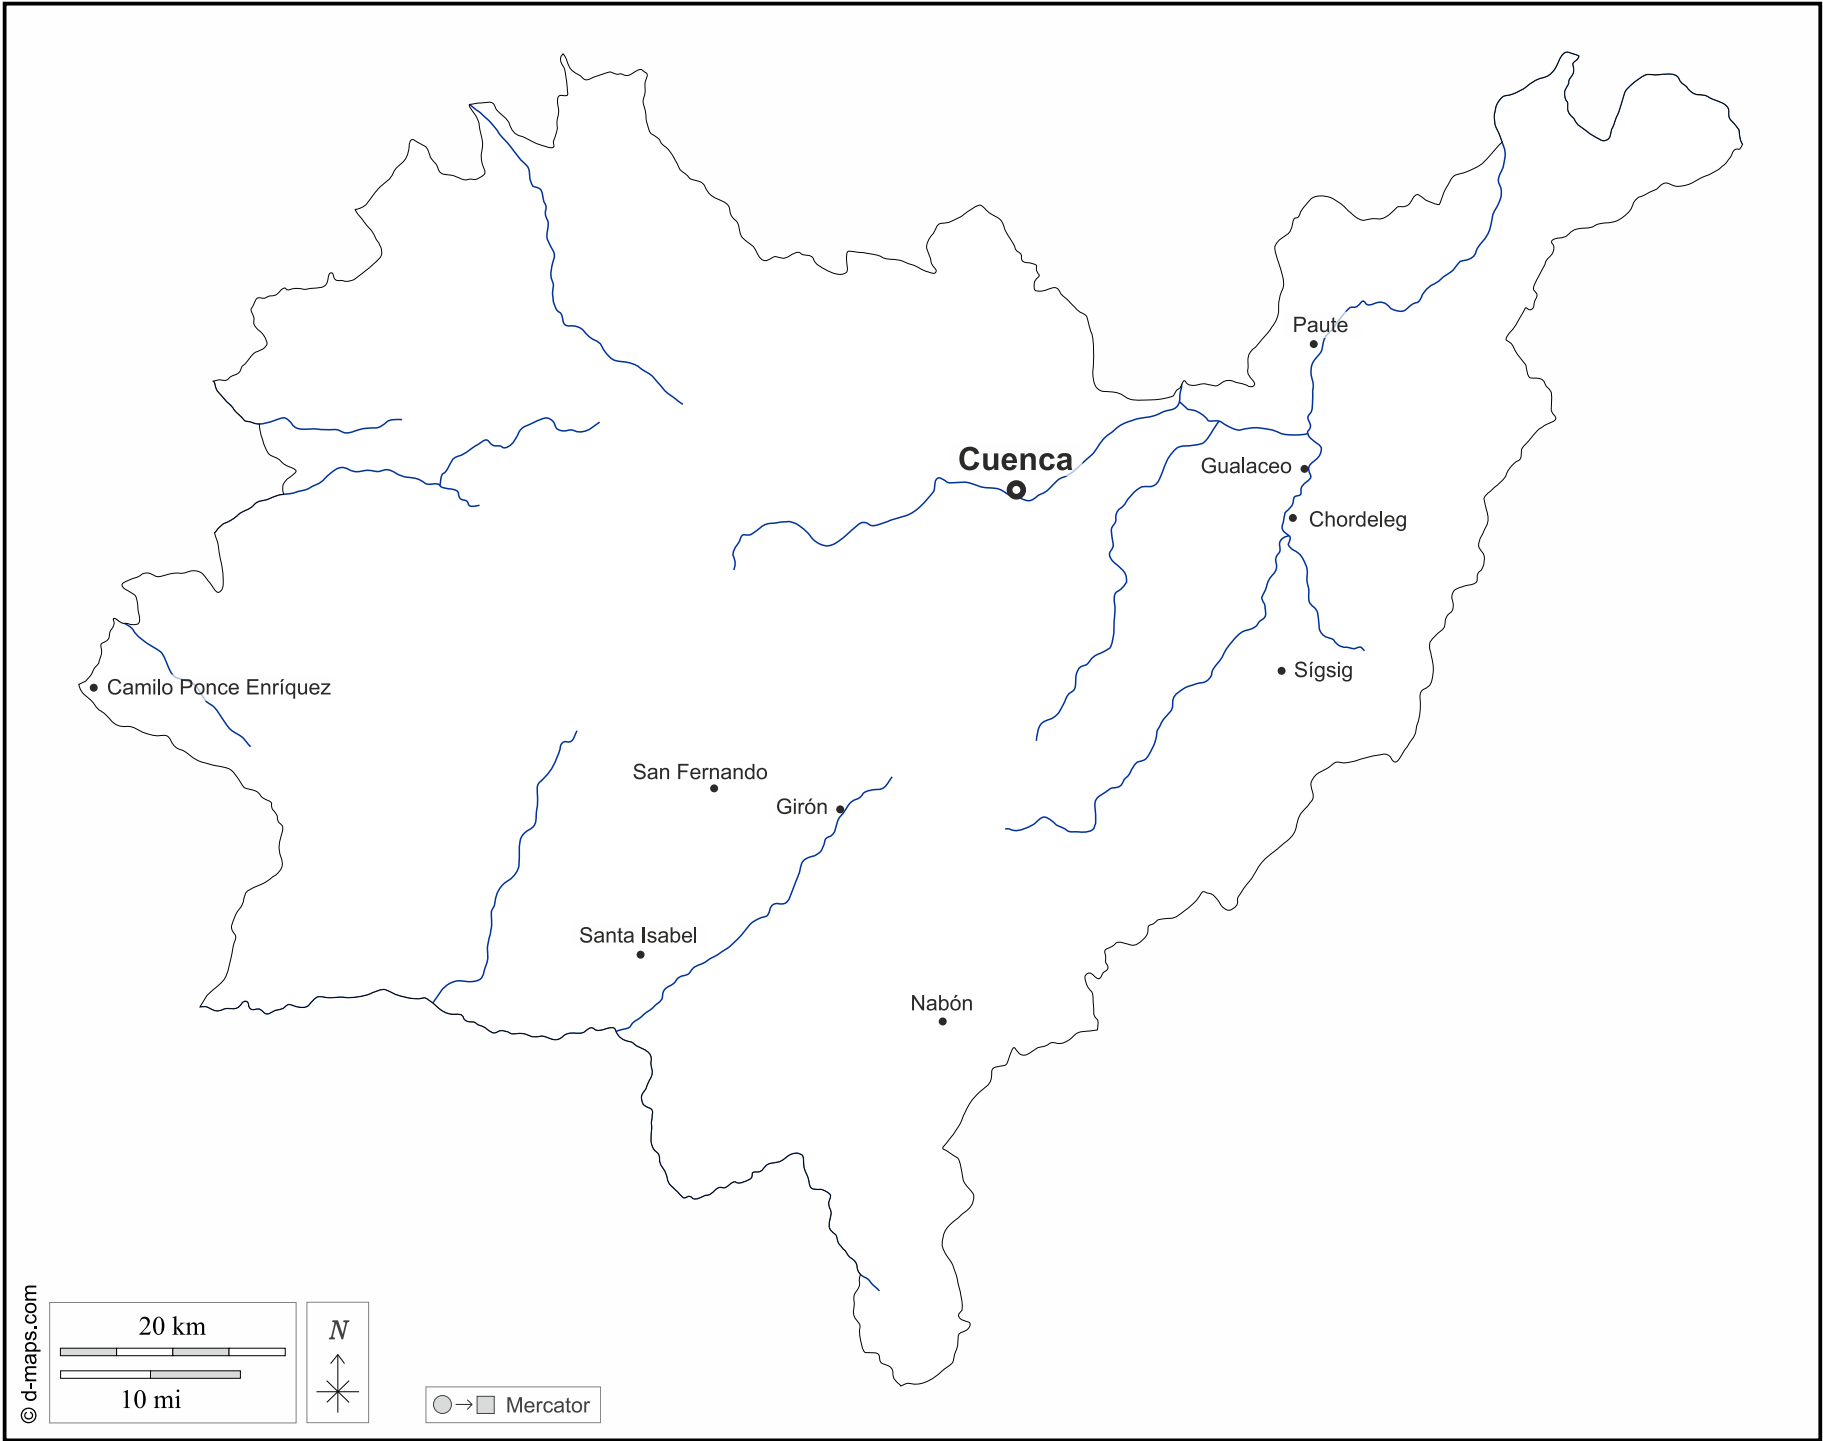 Paute
Cuenca
Gualaceo
Chordeleg
Sígsig
Camilo Ponce Enríquez
San Fernando
Girón
Santa Isabel
Nabón
© d-maps.com
20 km
10 mi
N
Mercator